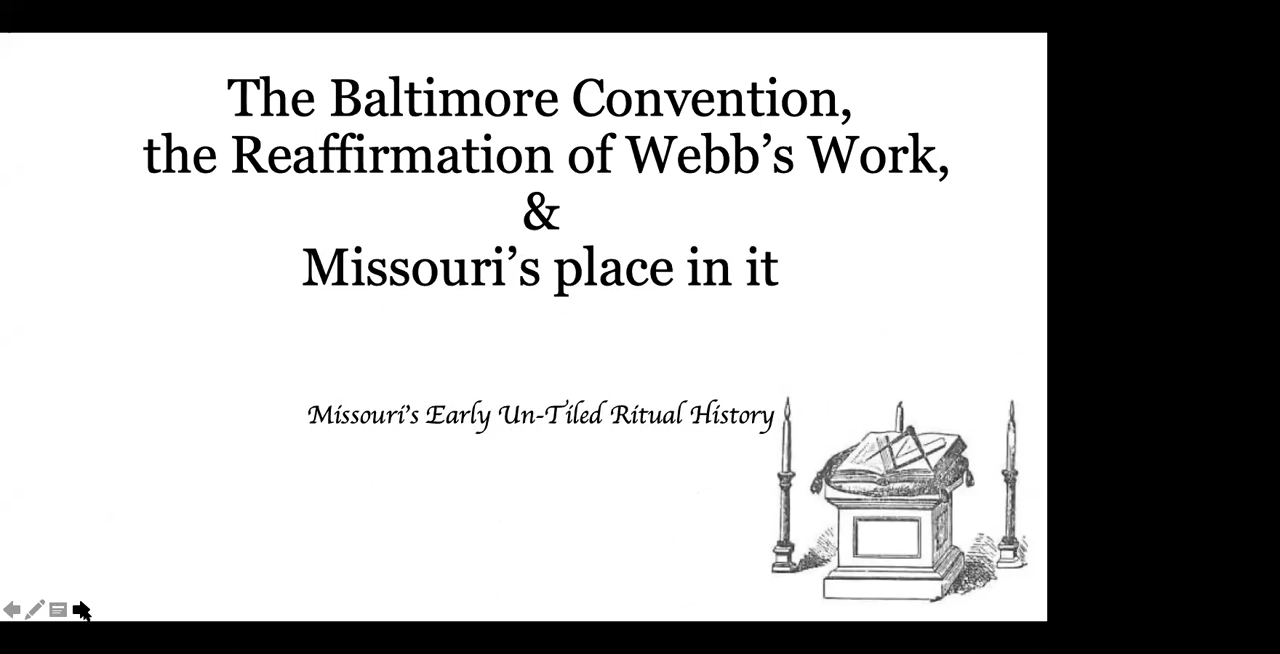 The Baltimore Convention,
the Reaffirmation of Webb’s Work,
&
Missouri’s place in it
Missouri's Early Un-Tiled Ritual History